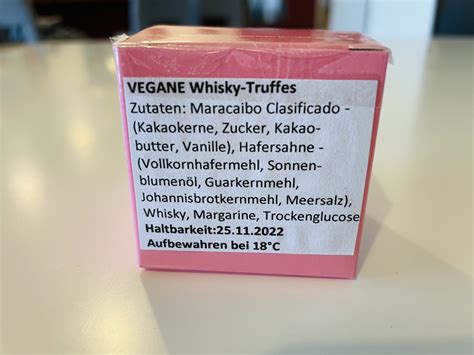 VEGANE Whisky-Truffes
Zutaten: Maracaibo Clasificado -
(Kakaokerne, Zucker, Kakao-
butter, Vanille), Hafersahne -
(Vollkornhafermehl, Sonnen-
blumenöl, Guarkernmehl,
Johannisbrotkernmehl, Meersalz),
Whisky, Margarine, Trockenglucose
Haltbarkeit:25.11.2022
Aufbewahren bei 18°C